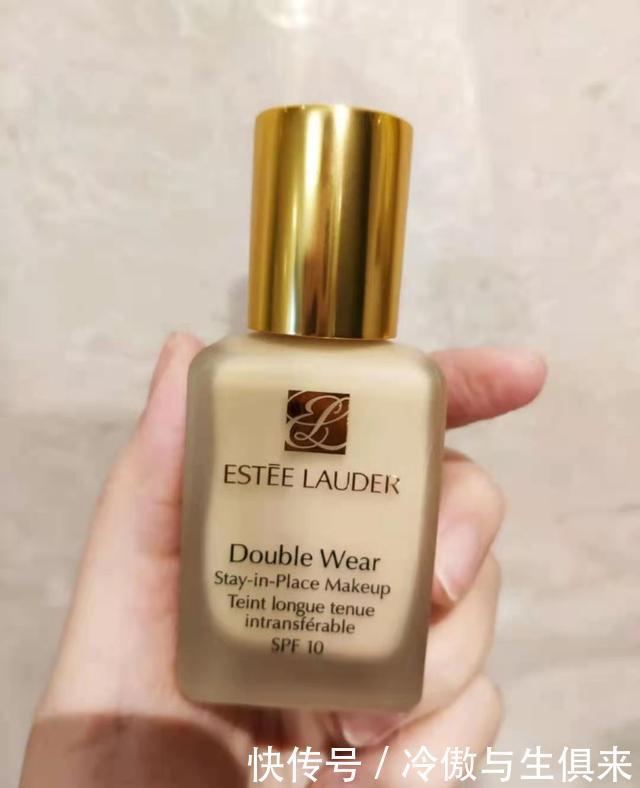 EL
ESTĒE LAUDER
Double Wear
Stay-in-Place Makeup
Teint longue tenue
intransférable
SPF 10
快传号 / 冷傲与生俱来